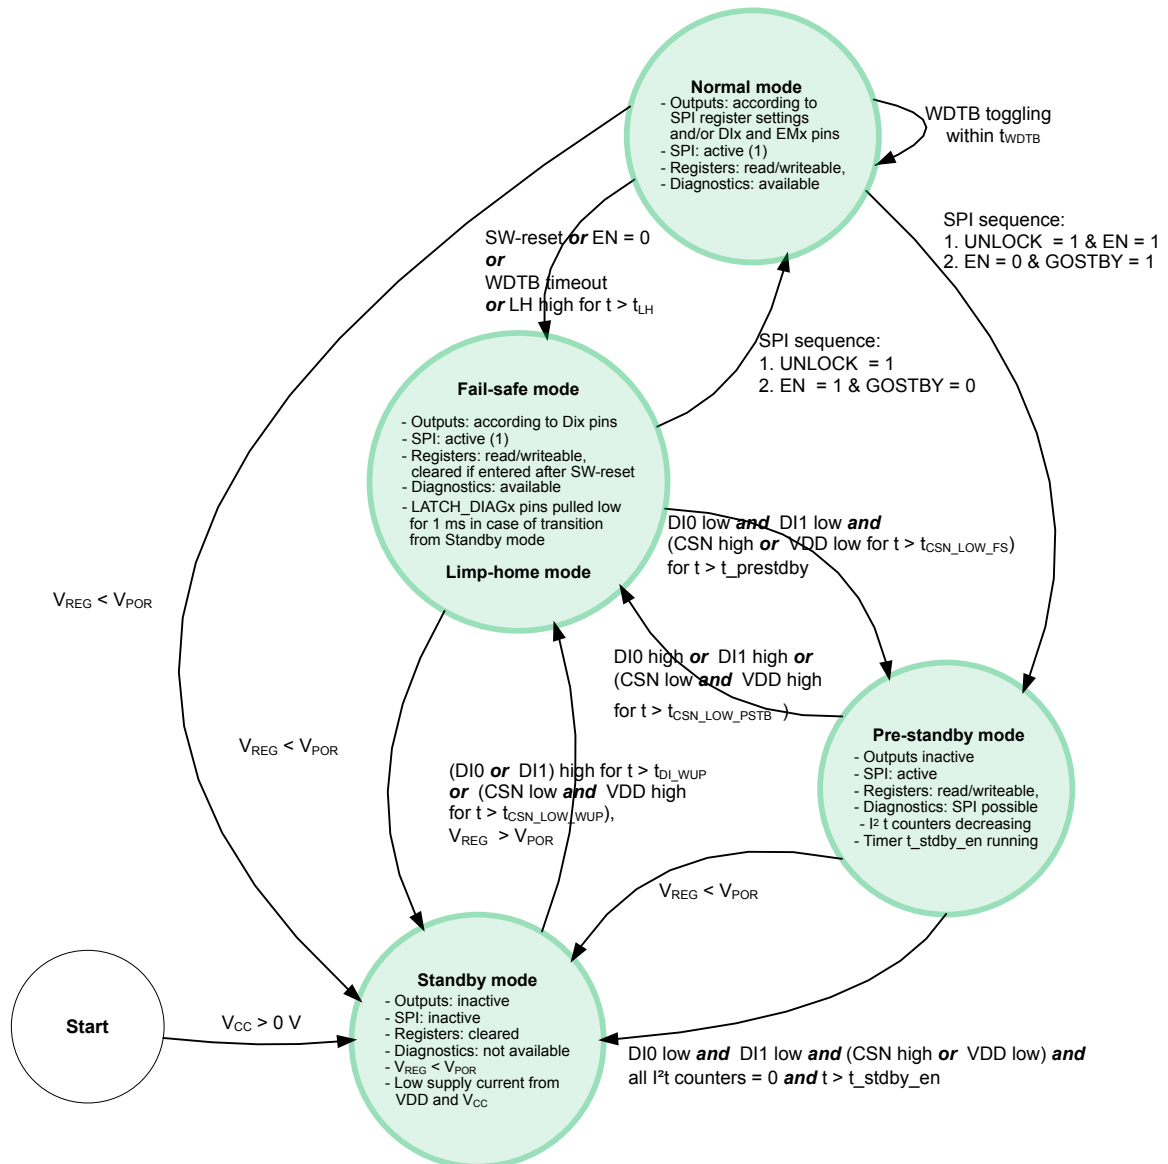 Normal mode
- Outputs: according to
SPI register settings
and/or DIx and EMx pins
- SPI: active (1)
- Registers: read/writeable,
- Diagnostics: available
WDTB toggling
within tWDTB
SPI sequence:
1. UNLOCK = 1 & EN = 1
2. EN = 0 & GOSTBY = 1
SW-reset or EN = 0
or
WDTB timeout
or LH high for t > tLH
SPI sequence:
1. UNLOCK = 1
2. EN = 1 & GOSTBY = 0
Fail-safe mode
- Outputs: according to Dix pins
- SPI: active (1)
- Registers: read/writeable,
cleared if entered after SW-reset
- Diagnostics: available
- LATCH_DIAGx pins pulled low
for 1 ms in case of transition
from Standby mode
Limp-home mode
DI0 low and DI1 low and
(CSN high or VDD low for t > tCSN_LOW_FS)
for t > t_prestdby
VREG < VPOR
DI0 high or DI1 high or
(CSN low and VDD high
for t > tCSN_LOW_PSTB )
VREG < VPOR
(DI0 or DI1) high for t > tDI_WUP
or (CSN low and VDD high
for t > tCSN_LOW_WUP),
VREG > VPOR
Pre-standby mode
- Outputs inactive
- SPI: active
- Registers: read/writeable,
- Diagnostics: SPI possible
- I² t counters decreasing
- Timer t_stdby_en running
VREG < VPOR
Standby mode
- Outputs: inactive
- SPI: inactive
- Registers: cleared
- Diagnostics: not available
- VREG < VPOR
- Low supply current from
VDD and VCC
Start
VCC > 0 V
DI0 low and DI1 low and (CSN high or VDD low) and
all I²t counters = 0 and t > t_stdby_en